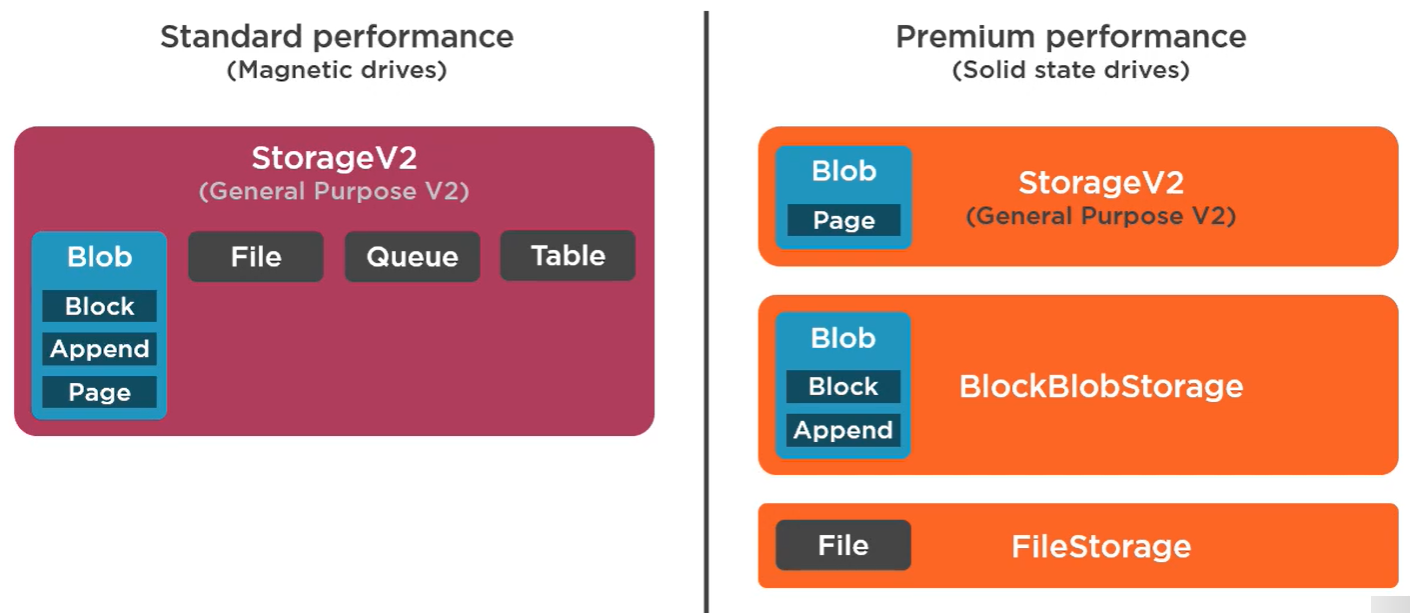 Standard performance
(Magnetic drives)
StorageV2
(General Purpose V2)
Blob
Block
Append
Page
File
Queue
Table
Premium performance
(Solid state drives)
Blob
Page
StorageV2
(General Purpose V2)
Blob
Block
Append
BlockBlobStorage
File
FileStorage